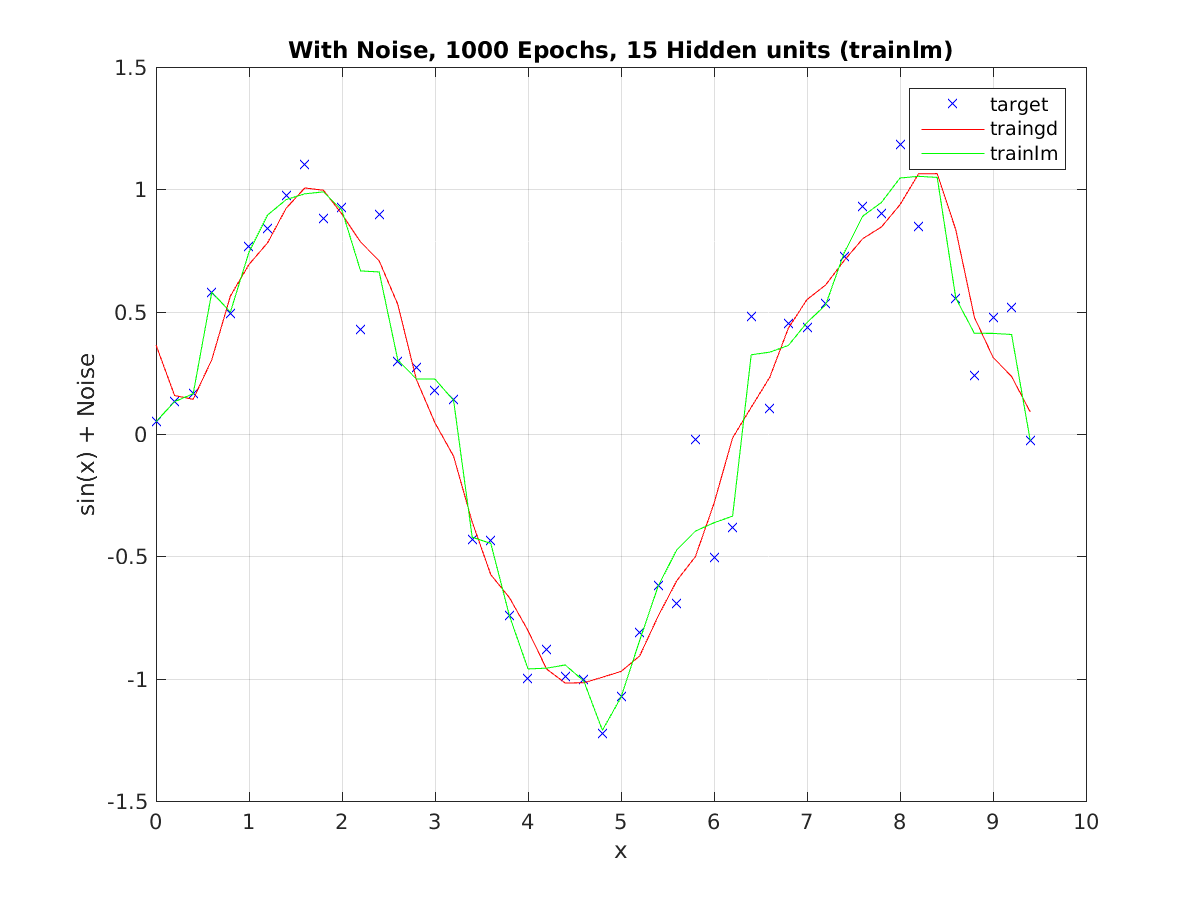 With Noise, 1000 Epochs, 15 Hidden units (trainlm)
target
traingd
trainlm
1.5
1
0.5
0
-0.5
-1
-1.5
sin(x) + Noise
0 1 2 3 4 5 6 7 8 9 10
x